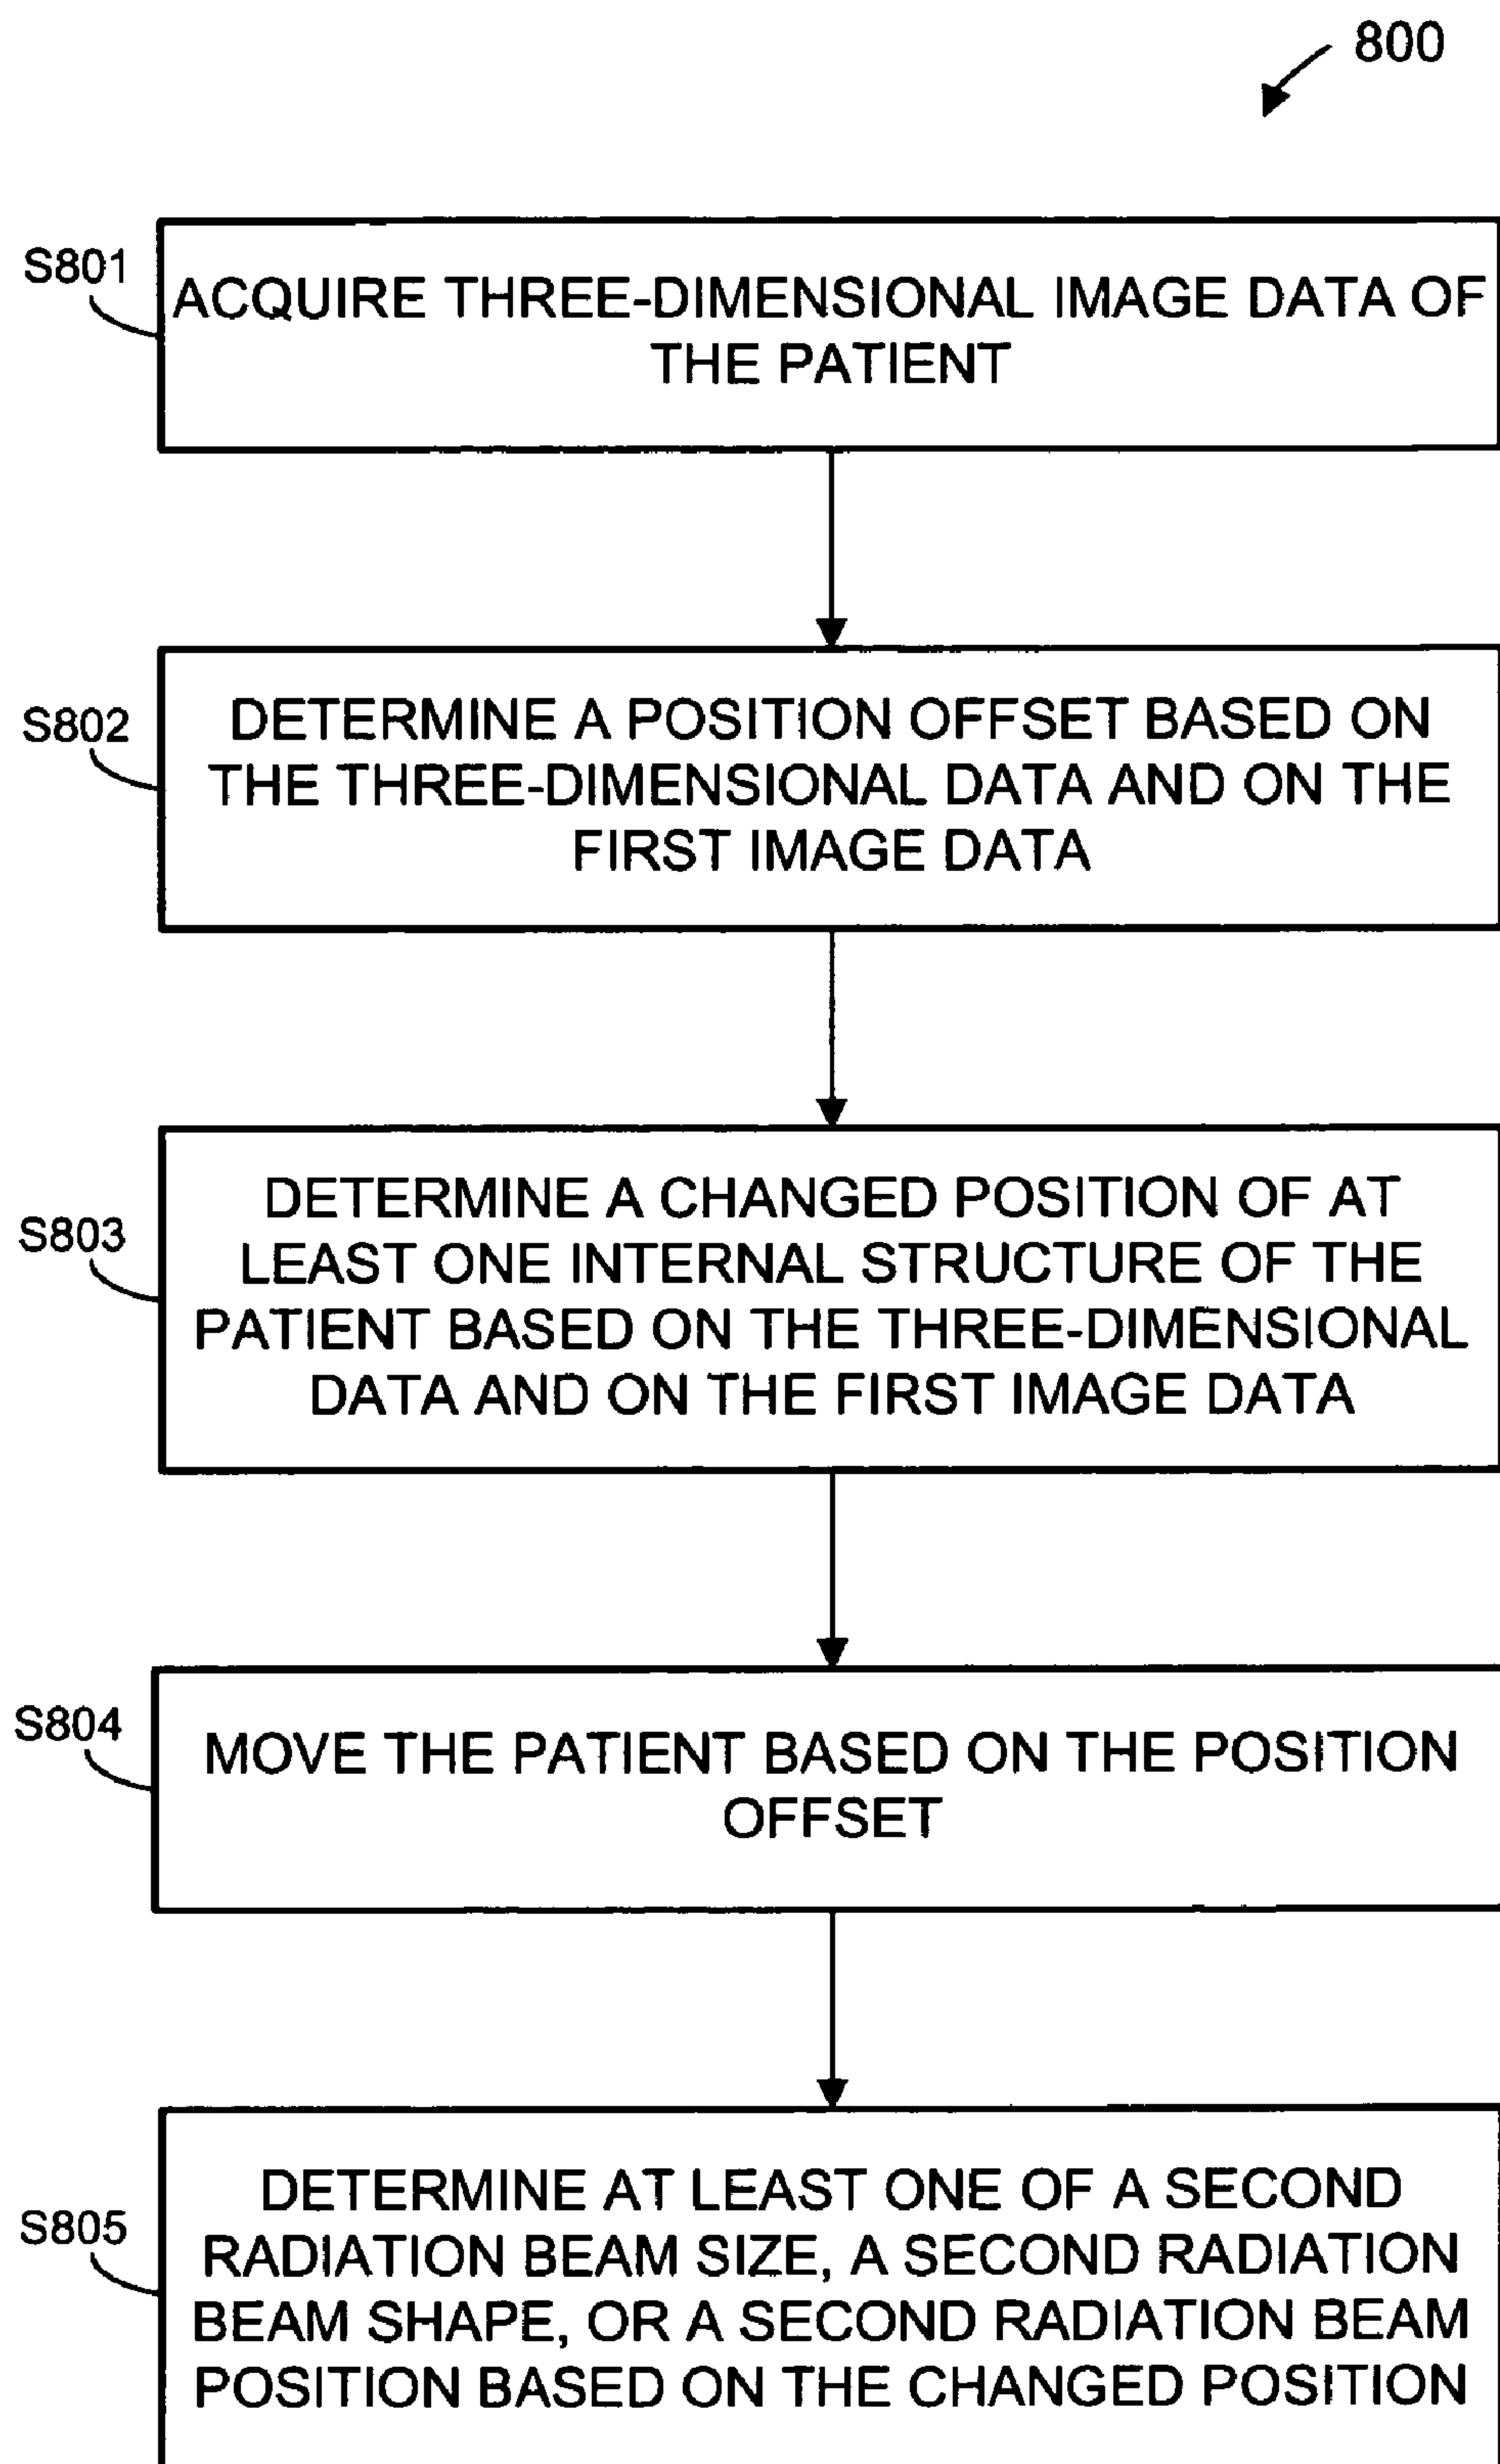 800
S801
ACQUIRE THREE-DIMENSIONAL IMAGE DATA OF
THE PATIENT
S802
DETERMINE A POSITION OFFSET BASED ON
THE THREE-DIMENSIONAL DATA AND ON THE
FIRST IMAGE DATA
S803
DETERMINE A CHANGED POSITION OF AT
LEAST ONE INTERNAL STRUCTURE OF THE
PATIENT BASED ON THE THREE-DIMENSIONAL
DATA AND ON THE FIRST IMAGE DATA
S804
MOVE THE PATIENT BASED ON THE POSITION
OFFSET
S805
DETERMINE AT LEAST ONE OF A SECOND
RADIATION BEAM SIZE, A SECOND RADIATION
BEAM SHAPE, OR A SECOND RADIATION BEAM
POSITION BASED ON THE CHANGED POSITION